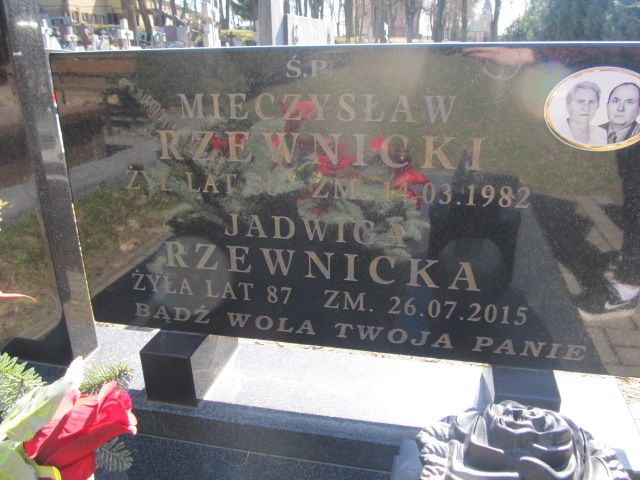 Ś.P.
MIECZYSŁAW
RZEWNICKI
ŻYŁ LAT ZM. 14.03.1982
JADWIGA
RZEWNICKA
ŻYŁA LAT 87 ZM. 26.07.2015
BĄDŹ WOLA TWOJA PANIE